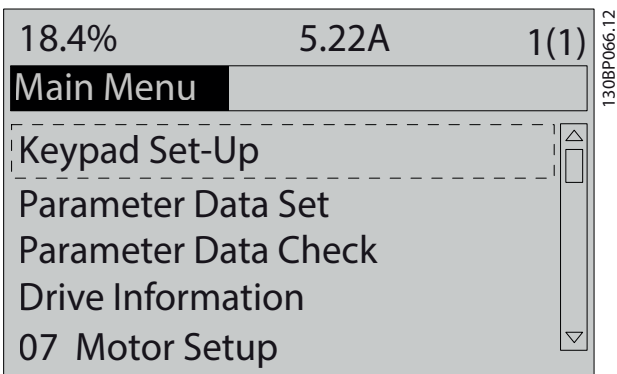 18.4% 5.22A 1(1)
Main Menu
Keypad Set-Up
Parameter Data Set
Parameter Data Check
Drive Information
07 Motor Setup
130BP066.12